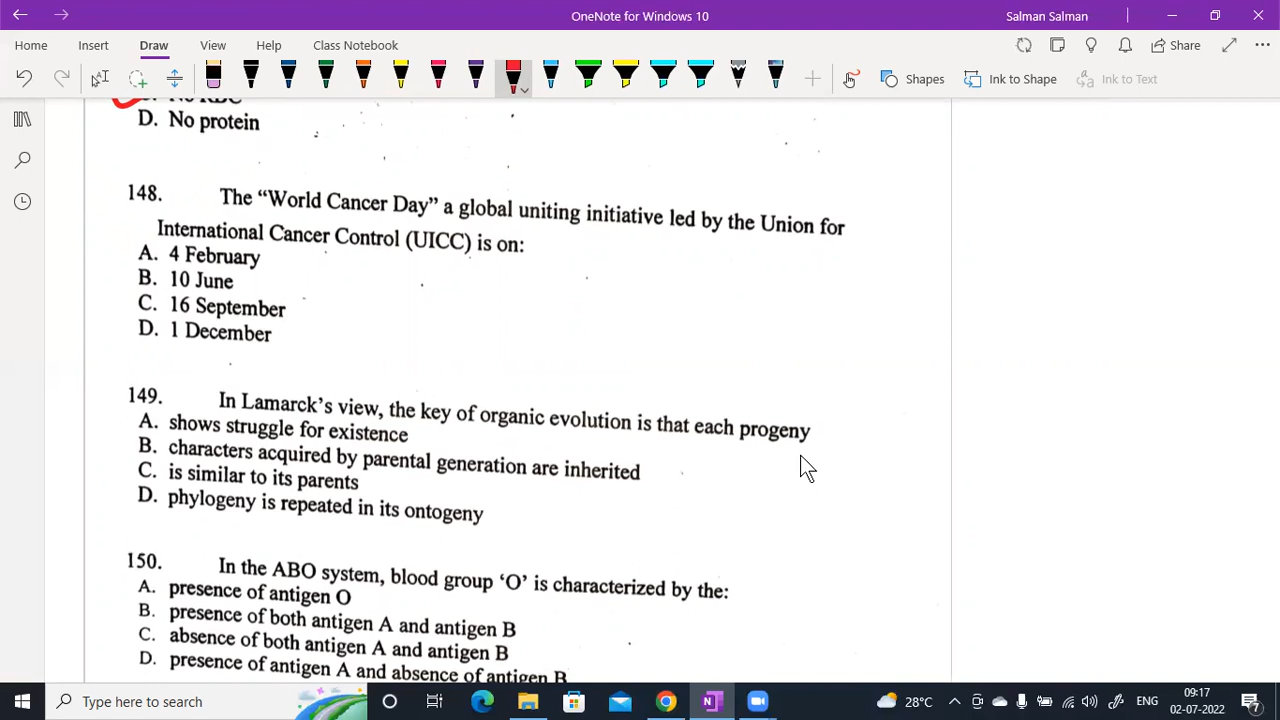 OneNote for Windows 10
Salman Salman
Home Insert Draw View Help Class Notebook
Share
Shapes Ink to Shape Ink to Text
D. No protein
148. The “World Cancer Day” a global uniting initiative led by the Union for
International Cancer Control (UICC) is on:
A. 4 February
B. 10 June
C. 16 September
D. 1 December
149. In Lamarck’s view, the key of organic evolution is that each progeny
A. shows struggle for existence
B. characters acquired by parental generation are inherited
C. is similar to its parents
D. phylogeny is repeated in its ontogeny
150. In the ABO system, blood group ‘O’ is characterized by the:
A. presence of antigen O
B. presence of both antigen A and antigen B
C. absence of both antigen A and antigen B
D. presence of antigen A and absence of antigen B
Type here to search
28°C
ENG
09:17
02-07-2022
7